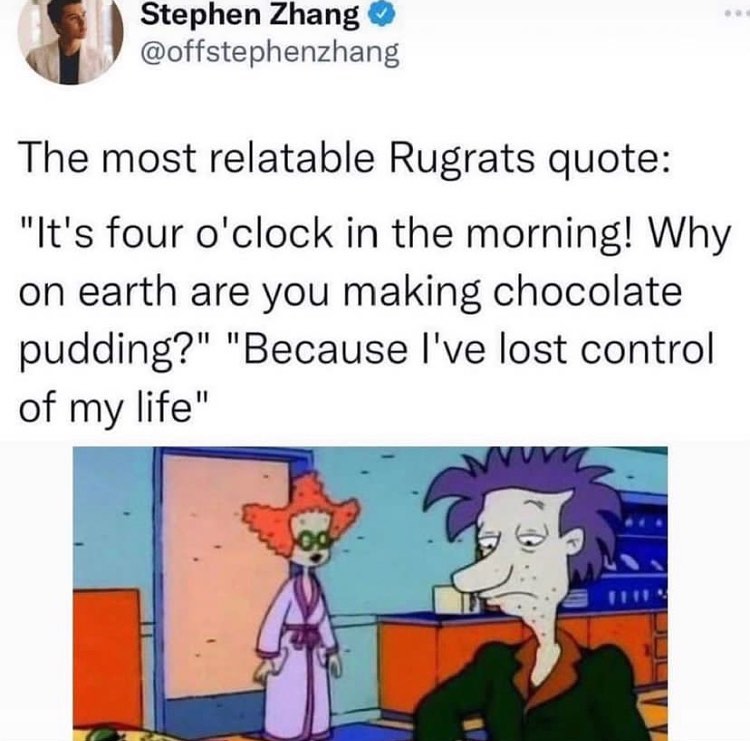 Stephen Zhang
@offstephenzhang
The most relatable Rugrats quote:
"It's four o'clock in the morning! Why
on earth are you making chocolate
pudding?" "Because I've lost control
of my life"